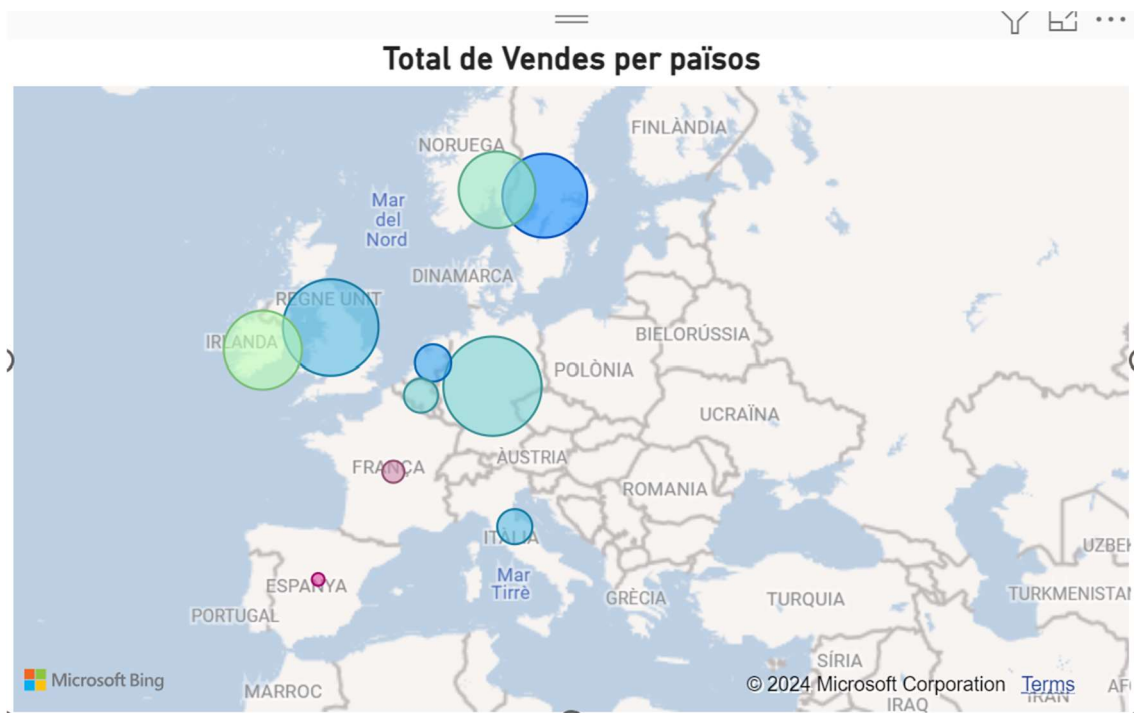 Total de Vendes per països
FINLÀNDIA
NORUEGA
Mar
del
Nord
DINAMARCA
REGNE UNIT
IRLANDA
BIELORÚSSIA
POLÒNIA
UCRAÏNA
ÀUSTRIA
FRANÇA
ROMANIA
ITÀLIA
UZBEK
Mar
Tirrè
ESPANYA
GRÈCIA
TURQUIA
TURKMENISTAN
PORTUGAL
SÍRIA
Microsoft Bing
© 2024 Microsoft Corporation Terms
MARROC
IRAN
AF
IRAQ